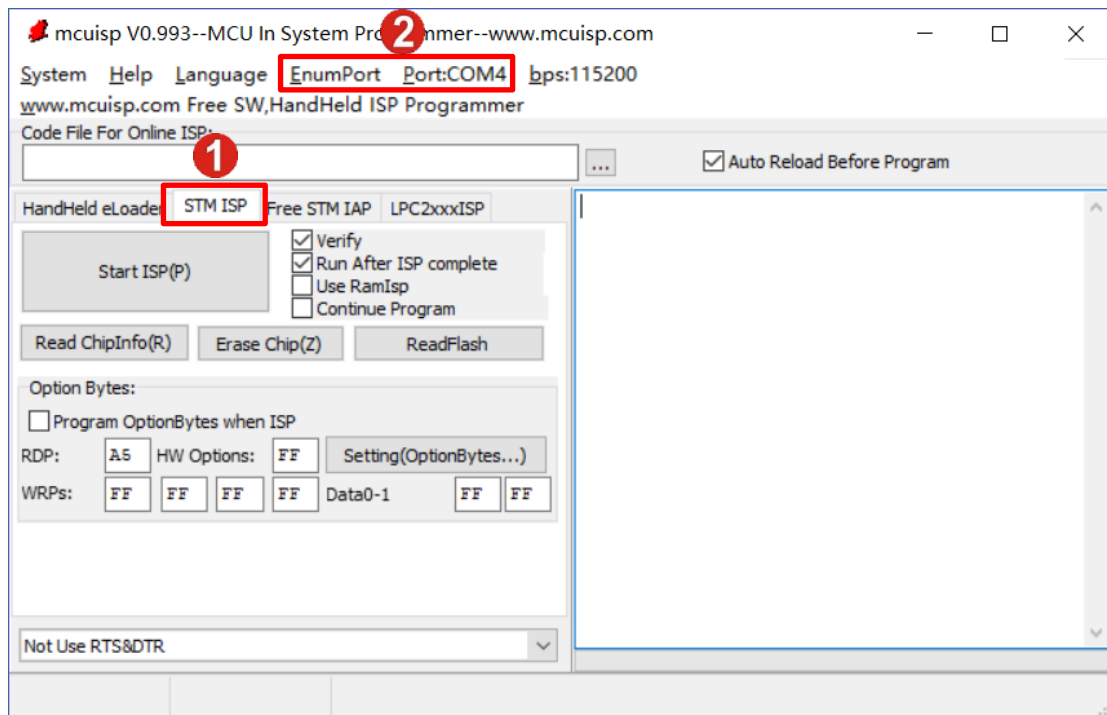 mcuisp V0.993--MCU In System Pr mmer--www.mcuisp.com
2
System Help Language EnumPort Port:COM4 bps:115200
www.mcuisp.com Free SW,HandHeld ISP Programmer
Code File For Online ISP:
1
... Auto Reload Before Program
HandHeld eLoader STM ISP Free STM IAP LPC2xxxISP
Start ISP(P)
Verify
Run After ISP complete
Use RamIsp
Continue Program
Read ChipInfo(R) Erase Chip(Z) ReadFlash
Option Bytes:
Program OptionBytes when ISP
RDP: A5 HW Options: FF Setting(OptionBytes...)
WRPs: FF FF FF FF Data0-1 FF FF
Not Use RTS&DTR